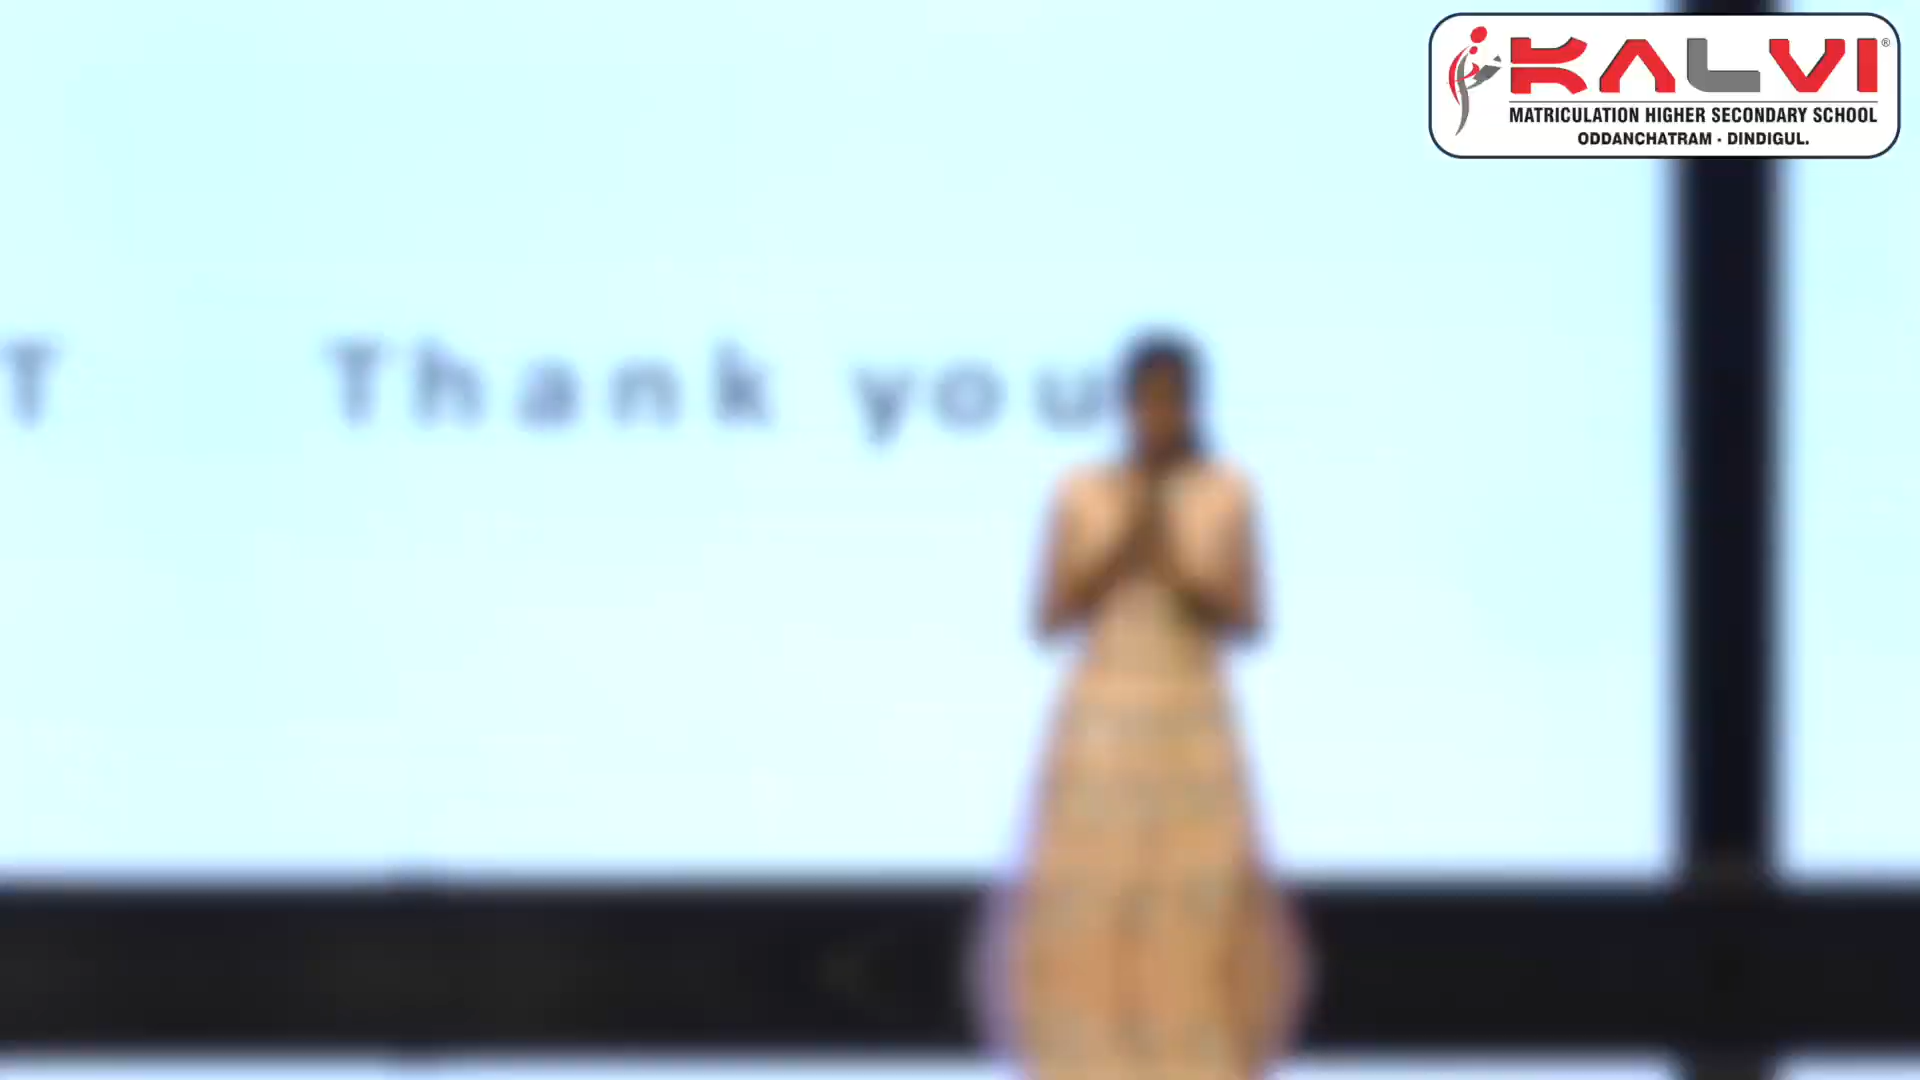 KALVI®
MATRICULATION HIGHER SECONDARY SCHOOL
ODDANCHATRAM - DINDIGUL.
T Thank you